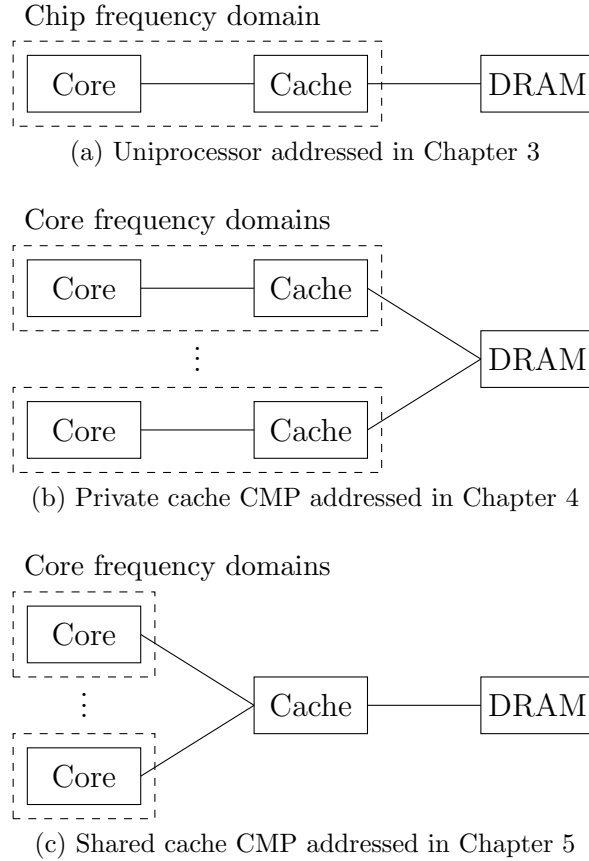 Chip frequency domain
Core Cache DRAM
(a) Uniprocessor addressed in Chapter 3
Core frequency domains
Core Cache
⋮
DRAM
Core Cache
(b) Private cache CMP addressed in Chapter 4
Core frequency domains
Core
⋮
Cache DRAM
Core
(c) Shared cache CMP addressed in Chapter 5